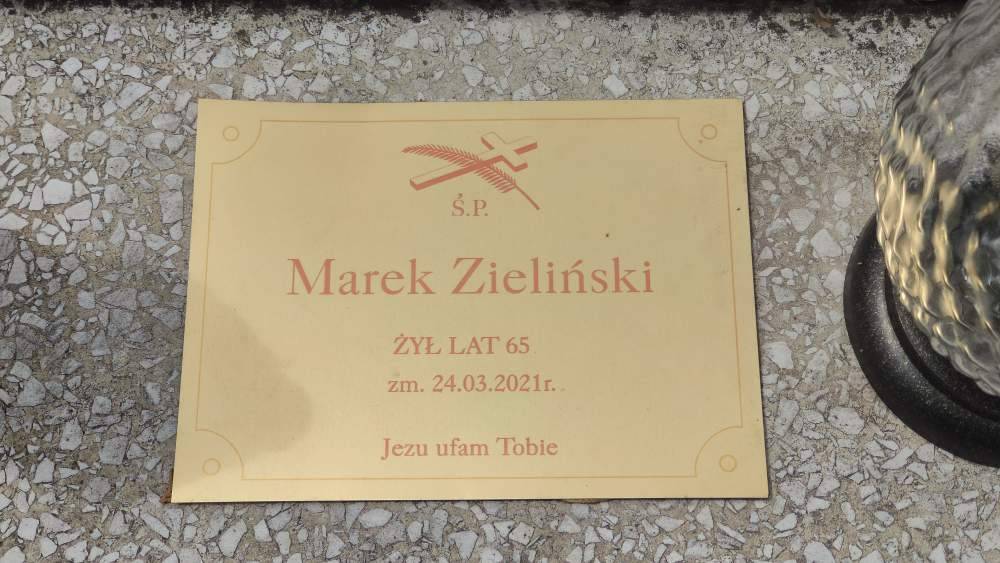 Ś.P.
Marek Zieliński
ŻYŁ LAT 65
zm. 24.03.2021r.
Jezu ufam Tobie